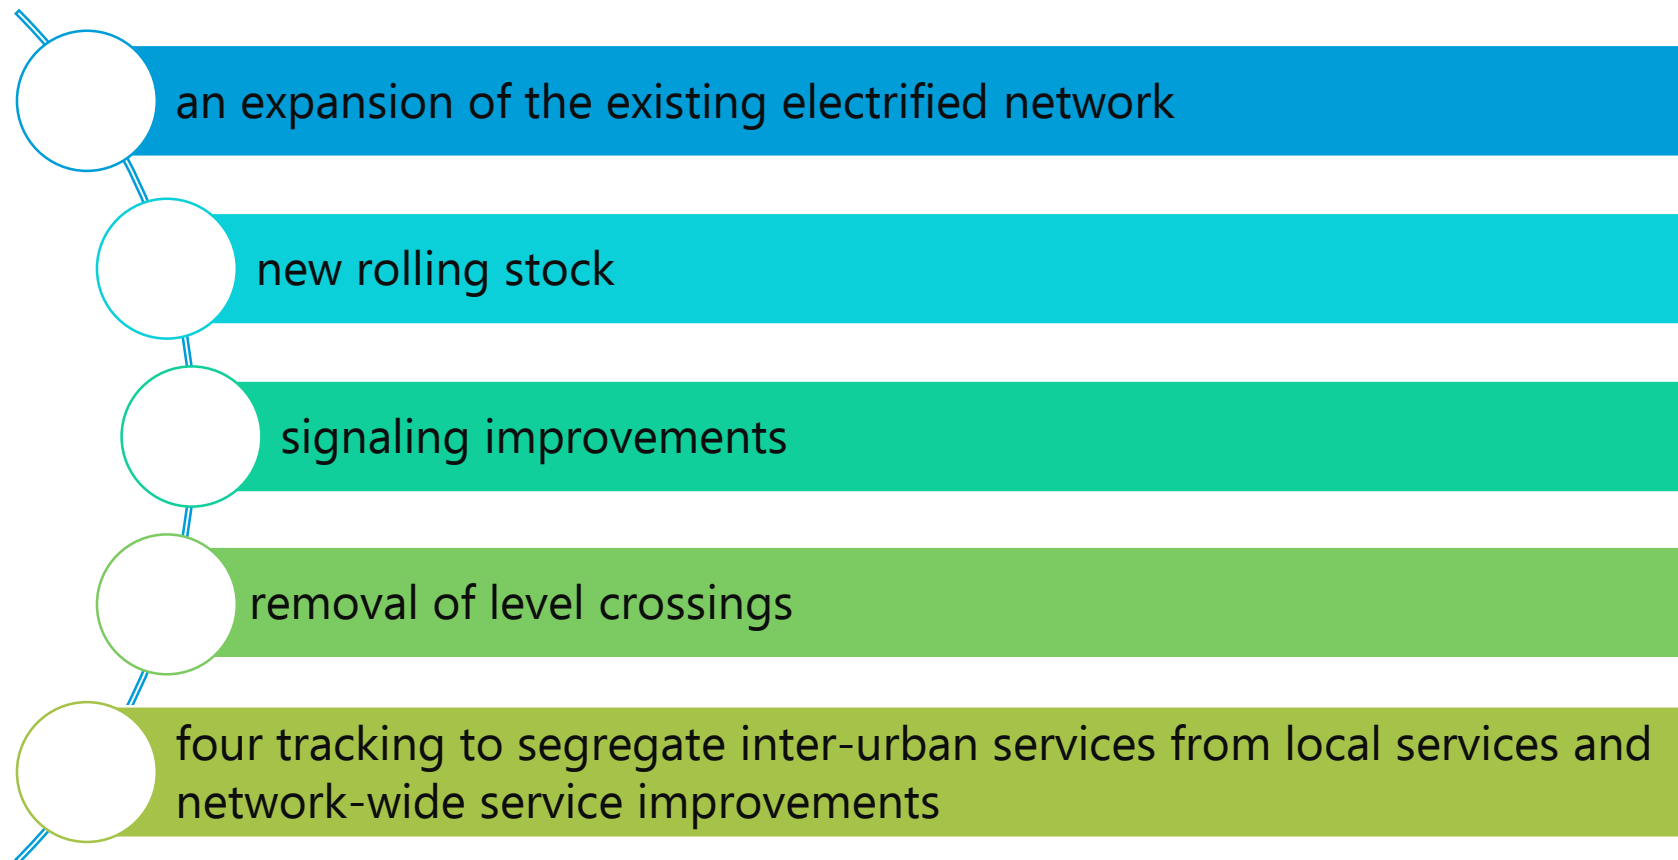 an expansion of the existing electrified network
new rolling stock
signaling improvements
removal of level crossings
four tracking to segregate inter-urban services from local services and
network-wide service improvements